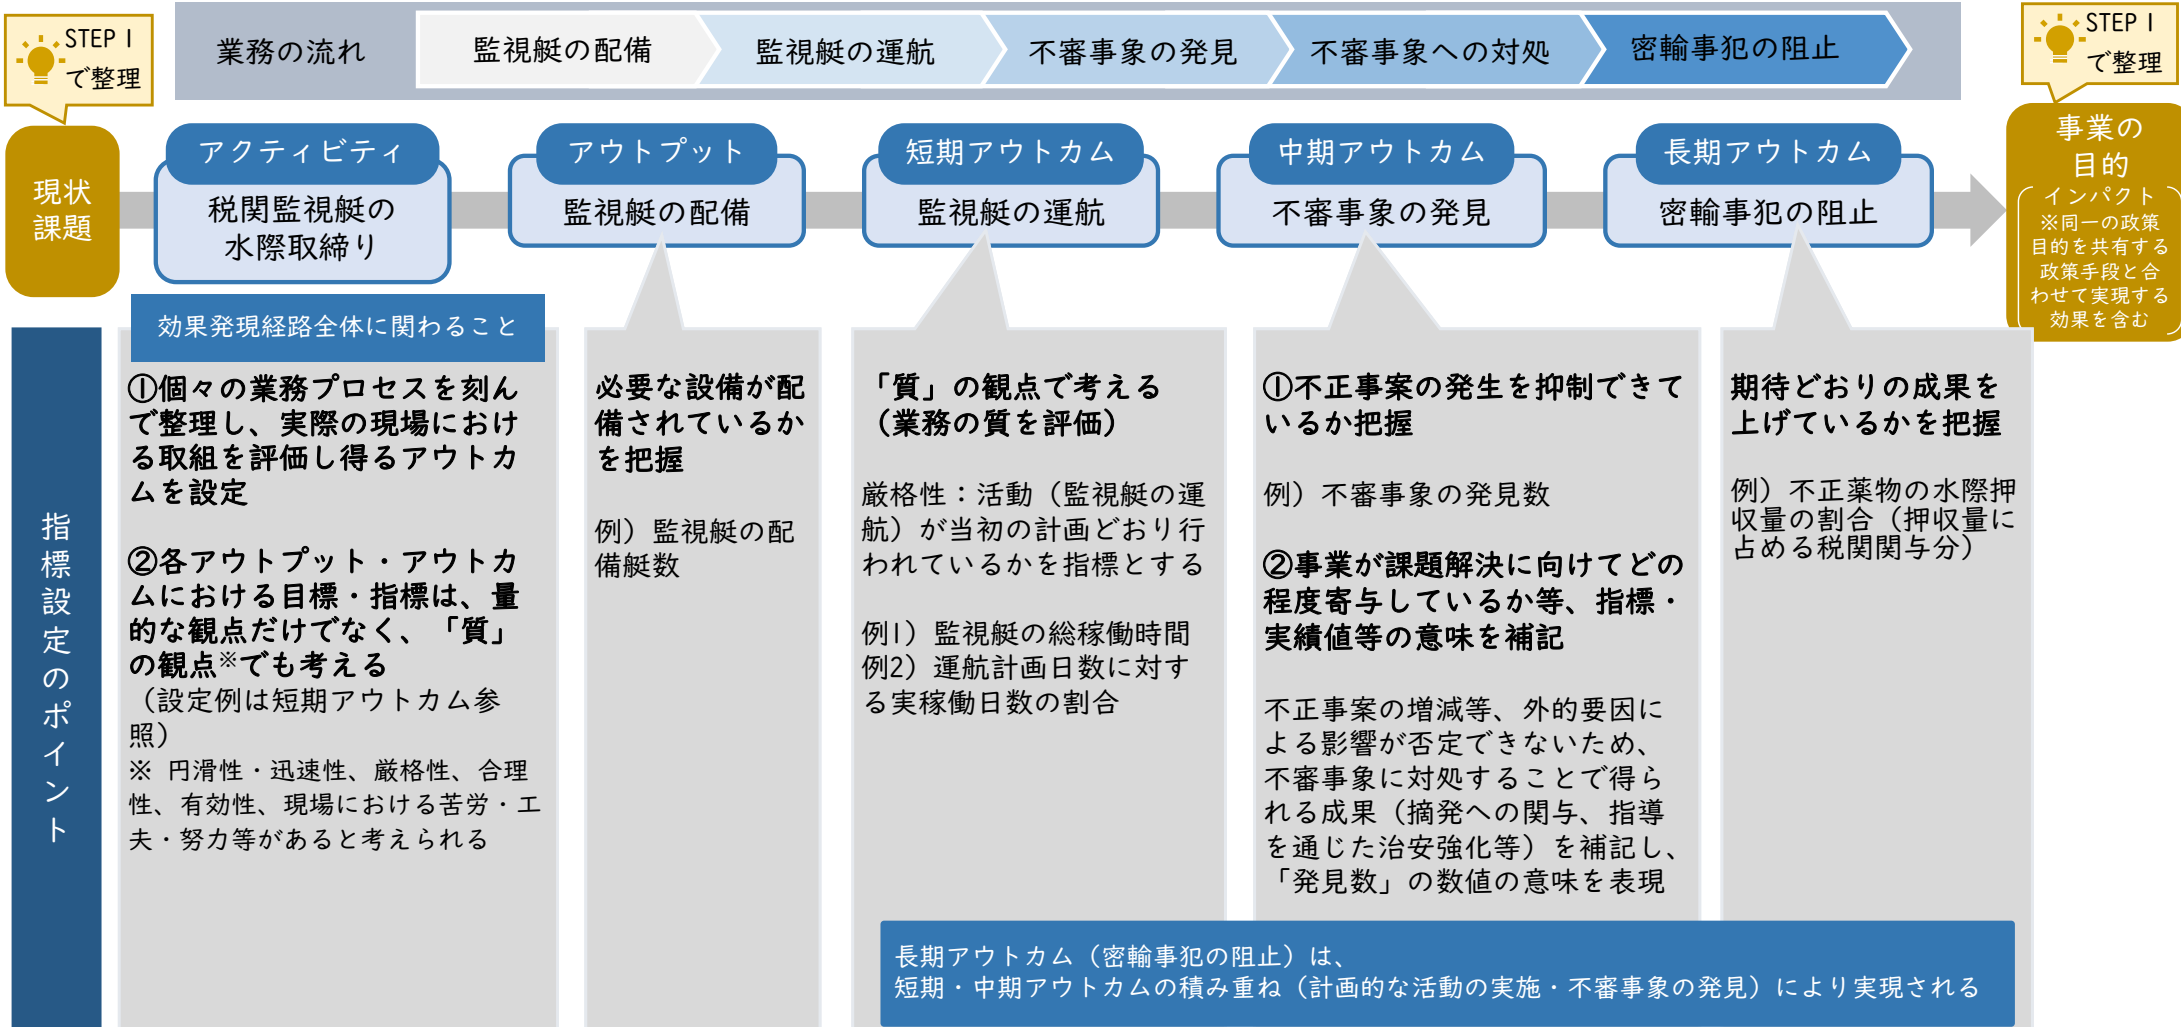 STEP 1
で整理
業務の流れ
監視艇の配備
監視艇の運航
不審事象の発見
不審事象への対処
密輸事犯の阻止
STEP 1
で整理
現状
課題
アクティビティ
税関監視艇の
水際取締り
アウトプット
監視艇の配備
短期アウトカム
監視艇の運航
中期アウトカム
不審事象の発見
長期アウトカム
密輸事犯の阻止
事業の
目的
インパクト
※同一の政策
目的を共有する
政策手段と合
わせて実現する
効果を含む
指標設定のポイント
効果発現経路全体に関わること
①個々の業務プロセスを刻ん
で整理し、実際の現場におけ
る取組を評価し得るアウトカ
ムを設定
②各アウトプット・アウトカ
ムにおける目標・指標は、量
的な観点だけでなく、「質」
の観点※でも考える
（設定例は短期アウトカム参
照）
※ 円滑性・迅速性、厳格性、合理
性、有効性、現場における苦労・工
夫・努力等があると考えられる
必要な設備が配
備されているか
を把握
例）監視艇の配
備艇数
「質」の観点で考える
（業務の質を評価）
厳格性：活動（監視艇の運
航）が当初の計画どおり行
われているかを指標とする
例1）監視艇の総稼働時間
例2）運航計画日数に対す
る実稼働日数の割合
①不正事案の発生を抑制できて
いるか把握
例）不審事象の発見数
②事業が課題解決に向けてどの
程度寄与しているか等、指標・
実績値等の意味を補記
不正事案の増減等、外的要因に
よる影響が否定できないため、
不審事象に対処することで得ら
れる成果（摘発への関与、指導
を通じた治安強化等）を補記し、
「発見数」の数値の意味を表現
期待どおりの成果を
上げているかを把握
例）不正薬物の水際押
収量の割合（押収量に
占める税関関与分）
長期アウトカム（密輸事犯の阻止）は、
短期・中期アウトカムの積み重ね（計画的な活動の実施・不審事象の発見）により実現される